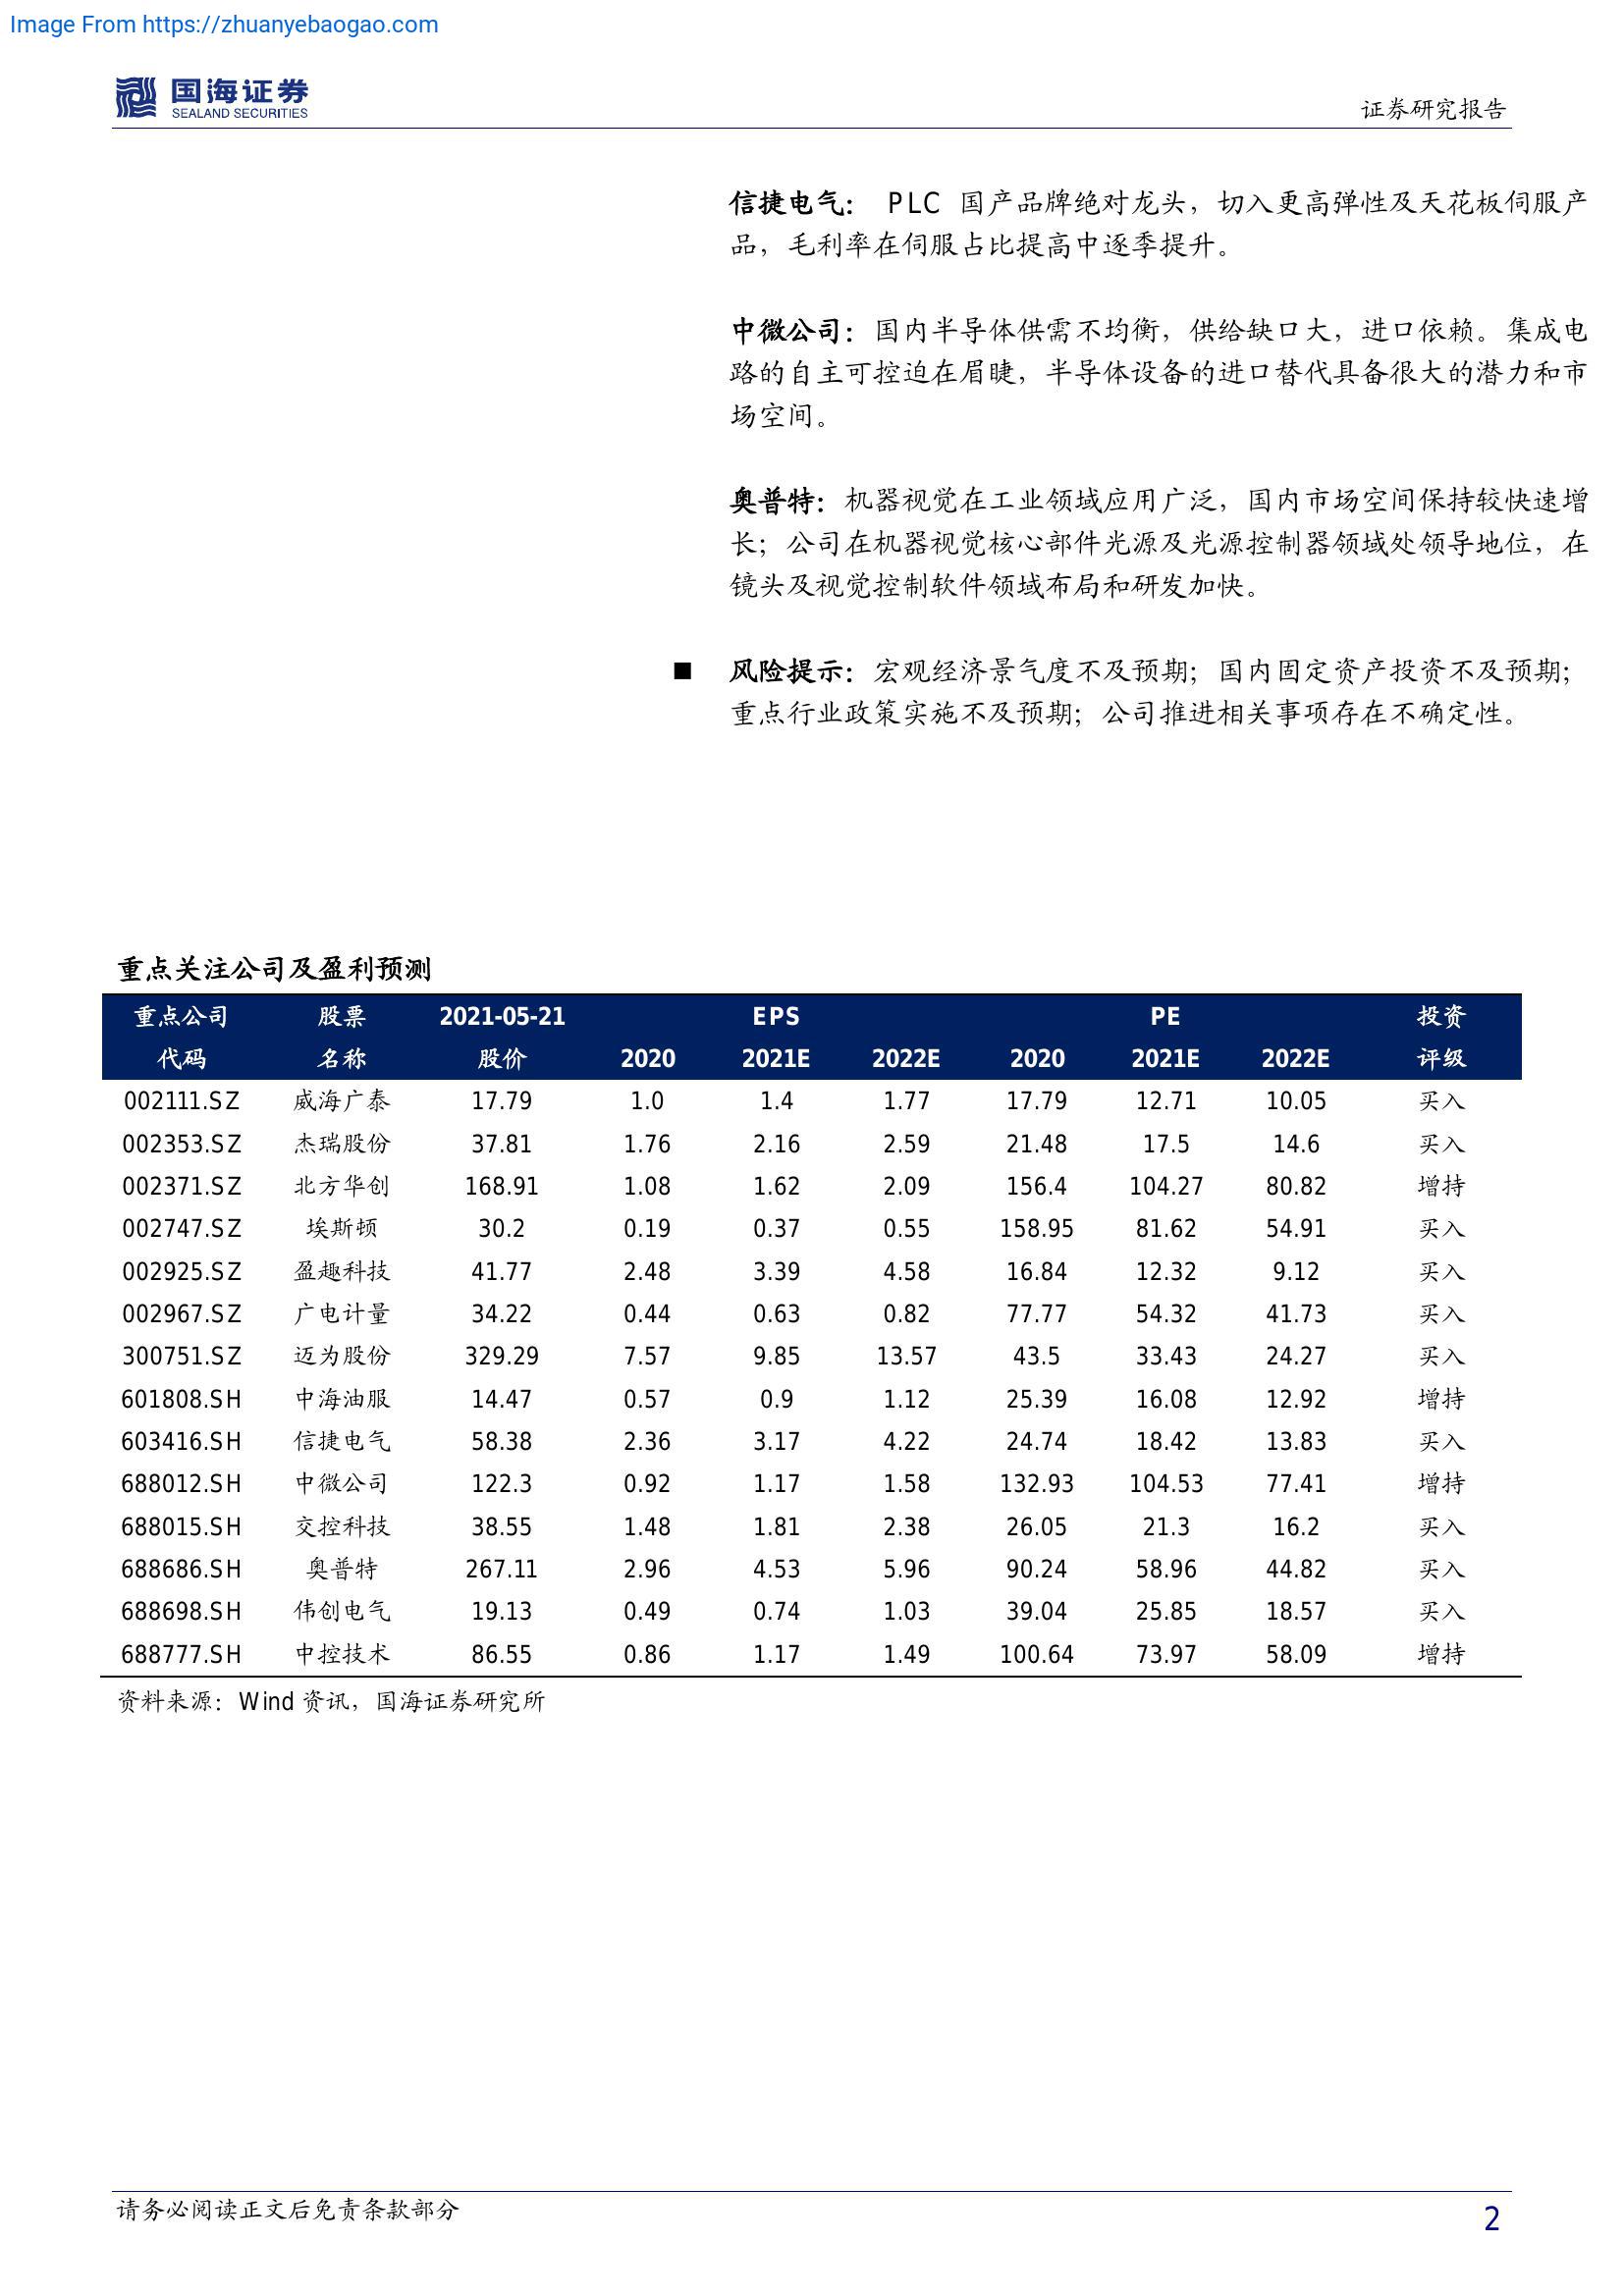 Image From https://zhuanyebaogao.com
国海证券
SEALAND SECURITIES
证券研究报告
信捷电气： PLC 国产品牌绝对龙头，切入更高弹性及天花板伺服产
品，毛利率在伺服占比提高中逐季提升。
中微公司：国内半导体供需不均衡，供给缺口大，进口依赖。集成电
路的自主可控迫在眉睫，半导体设备的进口替代具备很大的潜力和市
场空间。
奥普特：机器视觉在工业领域应用广泛，国内市场空间保持较快速增
长；公司在机器视觉核心部件光源及光源控制器领域处领导地位，在
镜头及视觉控制软件领域布局和研发加快。
■ 风险提示：宏观经济景气度不及预期；国内固定资产投资不及预期；
重点行业政策实施不及预期；公司推进相关事项存在不确定性。
重点关注公司及盈利预测
重点公司 股票 2021-05-21 EPS PE 投资
代码 名称 股价 2020 2021E 2022E 2020 2021E 2022E 评级
002111.SZ 威海广泰 17.79 1.0 1.4 1.77 17.79 12.71 10.05 买入
002353.SZ 杰瑞股份 37.81 1.76 2.16 2.59 21.48 17.5 14.6 买入
002371.SZ 北方华创 168.91 1.08 1.62 2.09 156.4 104.27 80.82 增持
002747.SZ 埃斯顿 30.2 0.19 0.37 0.55 158.95 81.62 54.91 买入
002925.SZ 盈趣科技 41.77 2.48 3.39 4.58 16.84 12.32 9.12 买入
002967.SZ 广电计量 34.22 0.44 0.63 0.82 77.77 54.32 41.73 买入
300751.SZ 迈为股份 329.29 7.57 9.85 13.57 43.5 33.43 24.27 买入
601808.SH 中海油服 14.47 0.57 0.9 1.12 25.39 16.08 12.92 增持
603416.SH 信捷电气 58.38 2.36 3.17 4.22 24.74 18.42 13.83 买入
688012.SH 中微公司 122.3 0.92 1.17 1.58 132.93 104.53 77.41 增持
688015.SH 交控科技 38.55 1.48 1.81 2.38 26.05 21.3 16.2 买入
688686.SH 奥普特 267.11 2.96 4.53 5.96 90.24 58.96 44.82 买入
688698.SH 伟创电气 19.13 0.49 0.74 1.03 39.04 25.85 18.57 买入
688777.SH 中控技术 86.55 0.86 1.17 1.49 100.64 73.97 58.09 增持
资料来源：Wind 资讯，国海证券研究所
请务必阅读正文后免责条款部分
2